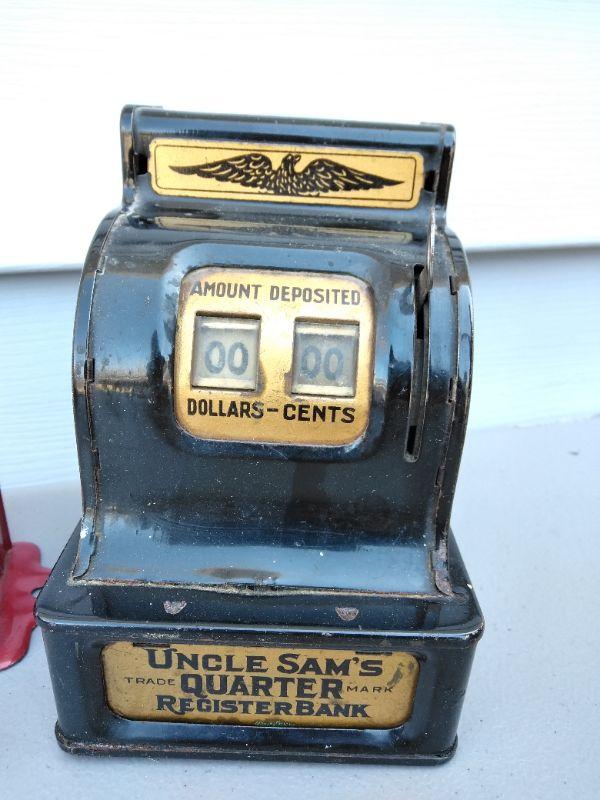 AMOUNT DEPOSITED
00 00
DOLLARS-CENTS
UNCLE SAM'S
TRADE QUARTER MARK
REGISTER BANK